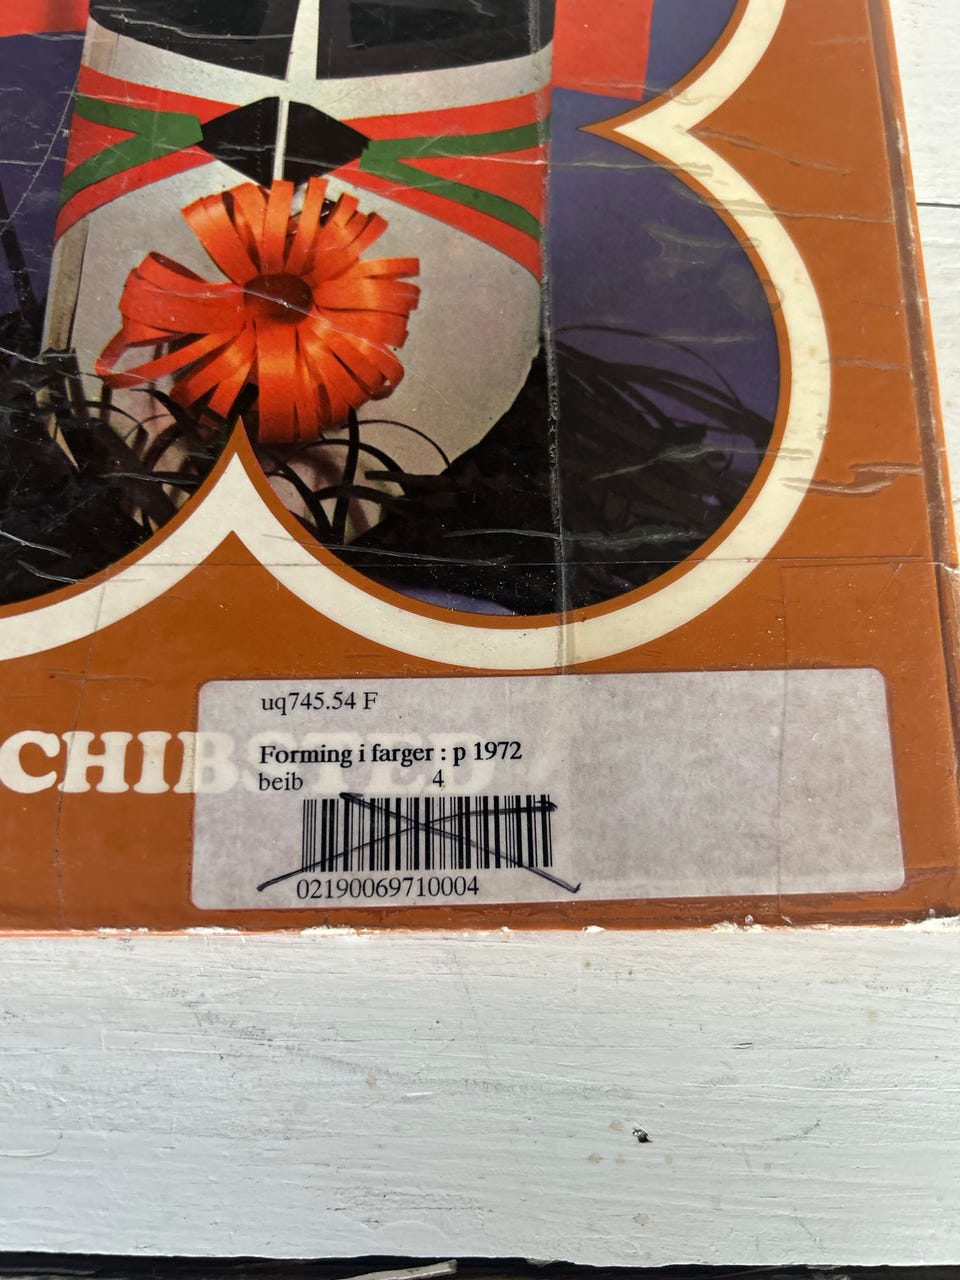 uq745.54 F
CHIBSTED
Forming i farger : p 1972
beib 4
02190069710004